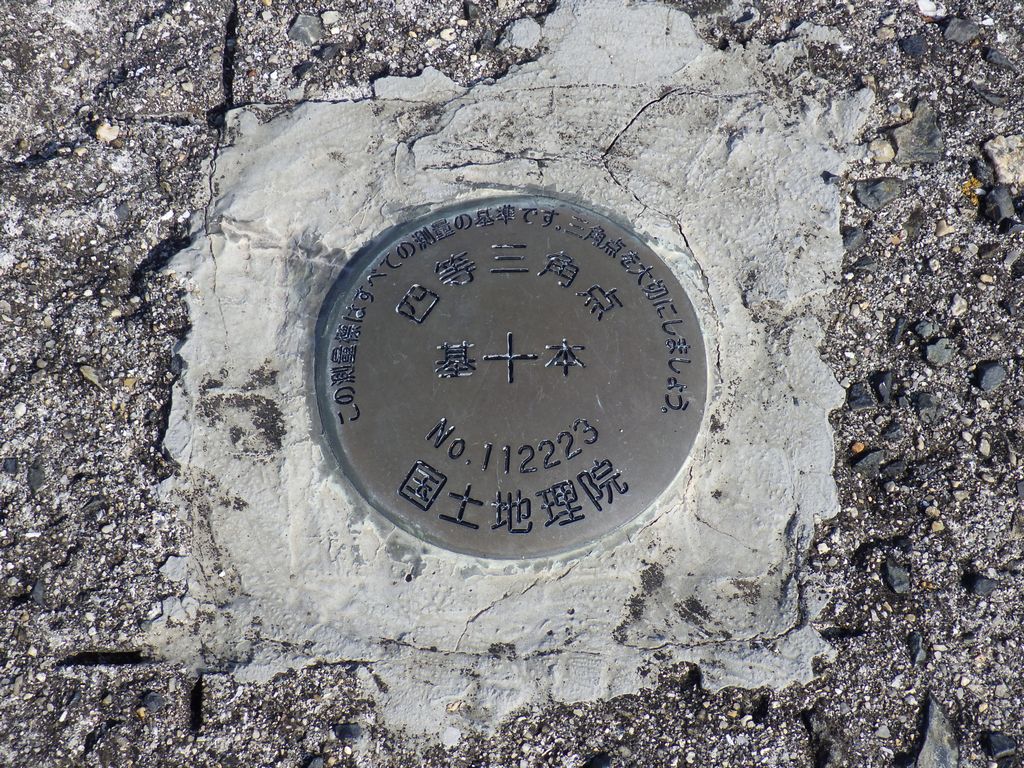 この測量標はすべての測量の基準です。三角点を大切にしましょう。
四等三角点
基十本
No.112223
国土地理院